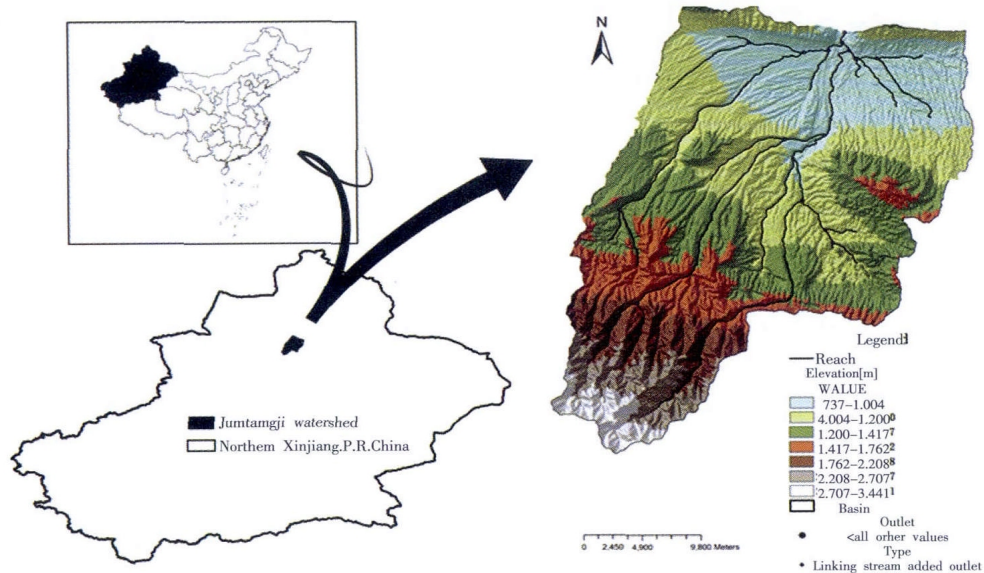 N
Jumtamgji watershed
Northem Xinjiang.P.R.China
Legend:
Reach
Elevation[m]
WALUE
737–1.004
4.004–1.200
1.200–1.417
1.417–1.762
1.762–2.208
2.208–2.707
2.707–3.441
Basin
Outlet
<all orher values
Type
Linking stream added outlet
0 2,450 4,900 9,800 Meters